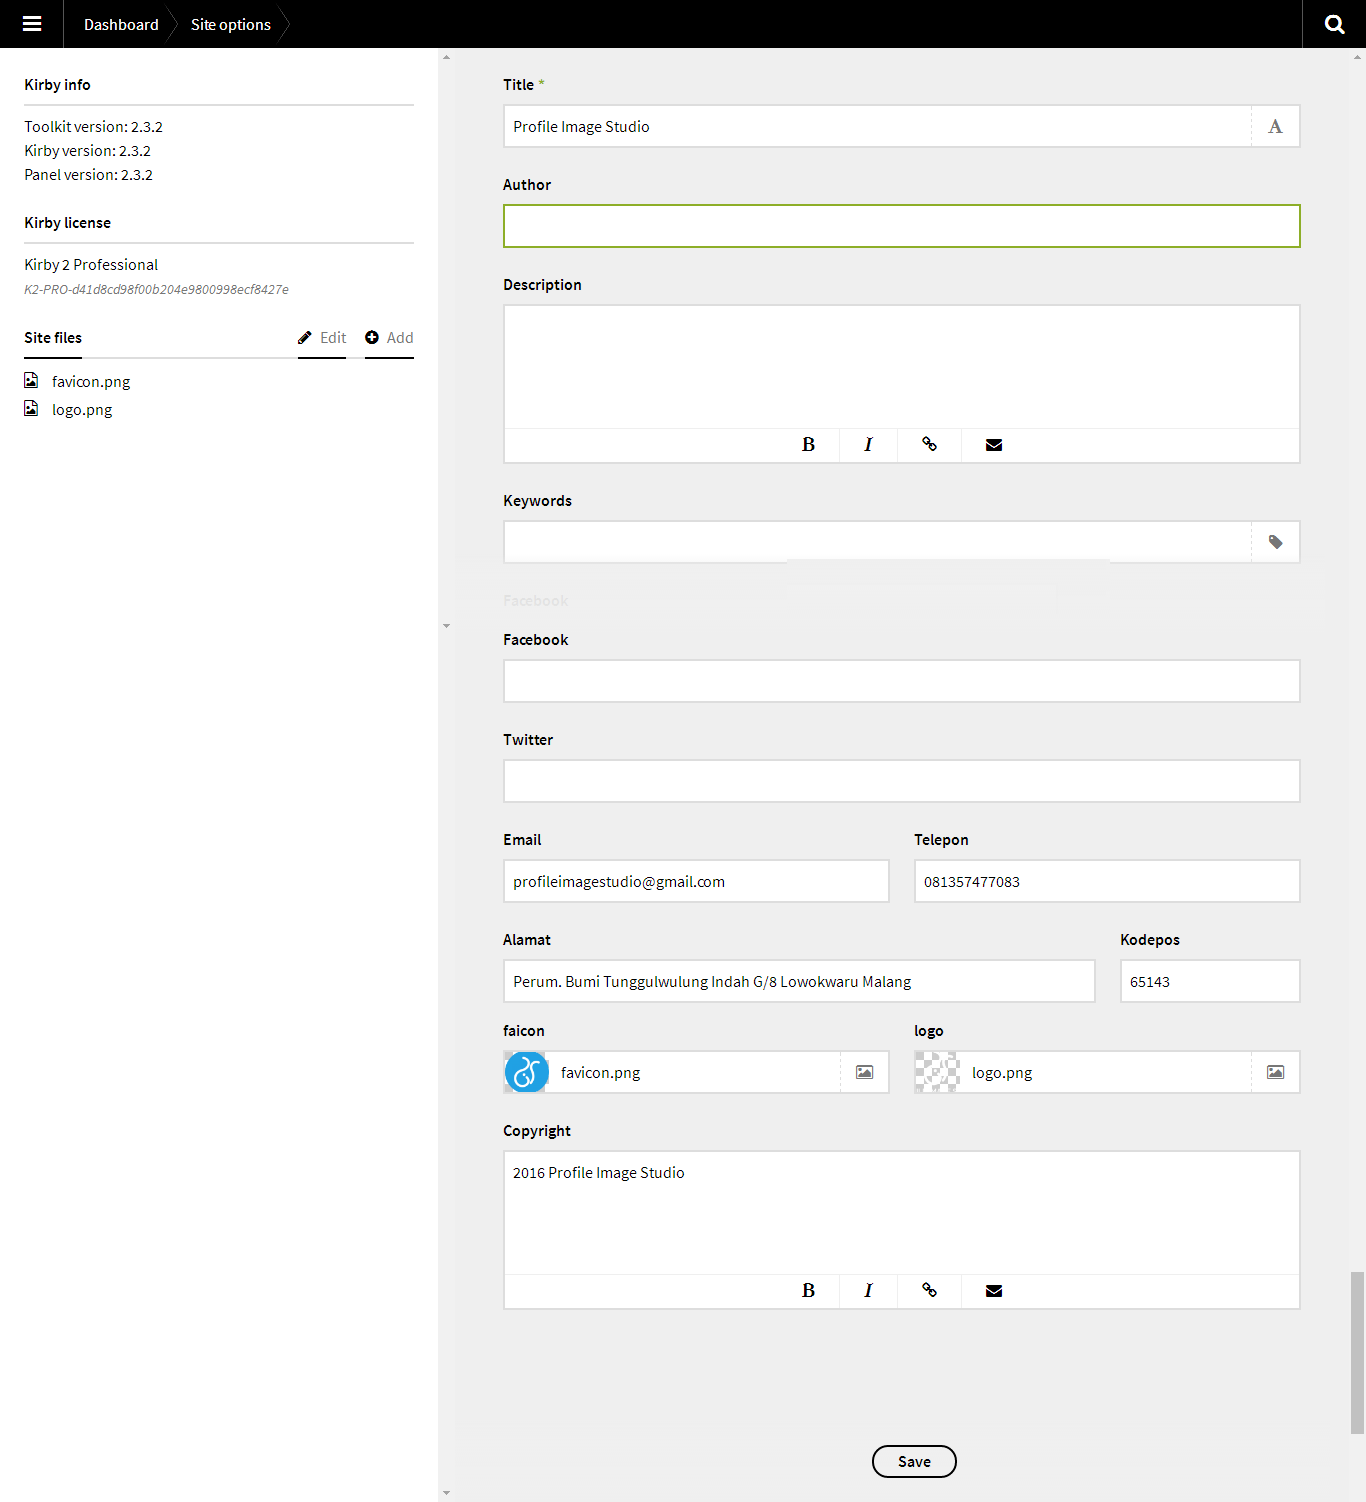 Dashboard
Site options
Kirby info
Toolkit version: 2.3.2
Kirby version: 2.3.2
Panel version: 2.3.2
Kirby license
Kirby 2 Professional
K2-PRO-d41d8cd98f00b204e9800998ecf8427e
Site files
Edit
Add
favicon.png
logo.png
Title *
Profile Image Studio
A
Author
Description
B I
Keywords
Facebook
Facebook
Twitter
Email
Telepon
profileimagestudio@gmail.com
081357477083
Alamat
Kodepos
Perum. Bumi Tunggulwulung Indah G/8 Lowokwaru Malang
65143
faicon
logo
favicon.png
logo.png
Copyright
2016 Profile Image Studio
B I
Save